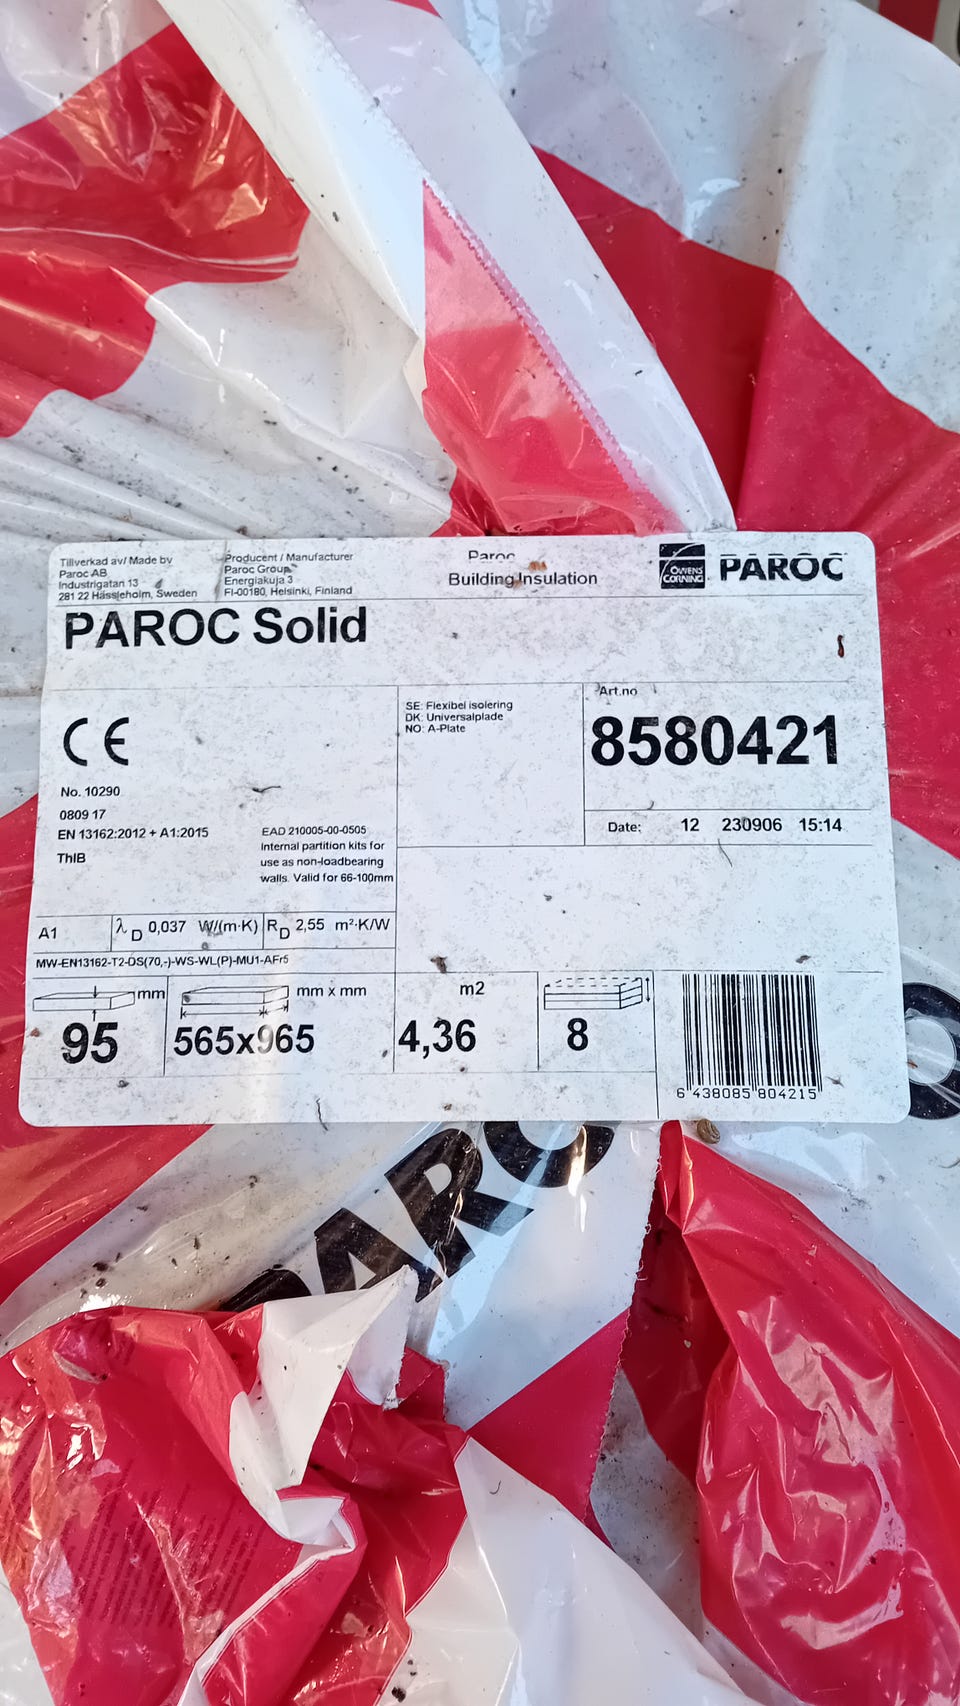 Tillverkad av/ Made by
Paroc AB
Industrigatan 13
281 22 Hässleholm, Sweden
Producent / Manufacturer
Paroc Group
Energiakuja 3
FI-00180, Helsinki, Finland
Paroc
Building Insulation
OWENS
CORNING
PAROC
PAROC Solid
CE
No. 10290
0809 17
EN 13162:2012 + A1:2015
ThIB
EAD 210005-00-0505
Internal partition kits for
use as non-loadbearing
walls. Valid for 66-100mm
SE: Flexibel isolering
DK: Universalplade
NO: A-Plate
Art.no
8580421
Date: 12 230906 15:14
A1
λD 0,037 W/(m·K)
RD 2,55 m²·K/W
MW-EN13162-T2-DS(70,-)-WS-WL(P)-MU1-AFr5
mm
95
mm x mm
565x965
m2
4,36
8
6 438085 804215
PARO